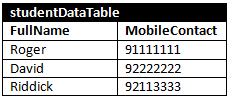 studentDataTable
FullName MobileContact
Roger 91111111
David 92222222
Riddick 92113333